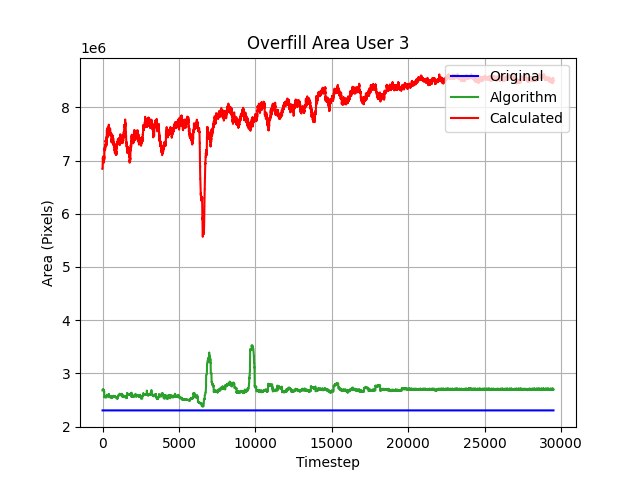 Overfill Area User 3
1e6
Original
Algorithm
Calculated
8
7
6
5
4
3
2
Area (Pixels)
0 5000 10000 15000 20000 25000 30000
Timestep